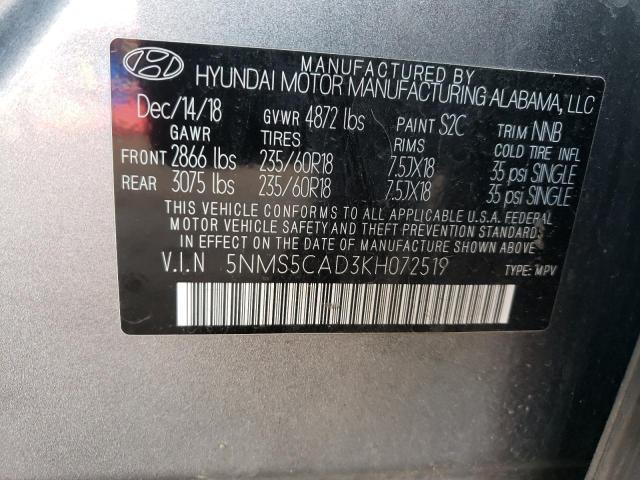 MANUFACTURED BY
HYUNDAI MOTOR MANUFACTURING ALABAMA, LLC
Dec/14/18 GVWR 4872 lbs PAINT S2C TRIM NNB
GAWR TIRES RIMS COLD TIRE INFL
FRONT 2866 lbs 235/60R18 7.5JX18 35 psi SINGLE
REAR 3075 lbs 235/60R18 7.5JX18 35 psi SINGLE
THIS VEHICLE CONFORMS TO ALL APPLICABLE U.S.A. FEDERAL
MOTOR VEHICLE SAFETY AND THEFT PREVENTION STANDARDS
IN EFFECT ON THE DATE OF MANUFACTURE SHOWN ABOVE.
V.I.N 5NMS5CAD3KH072519 TYPE: MPV